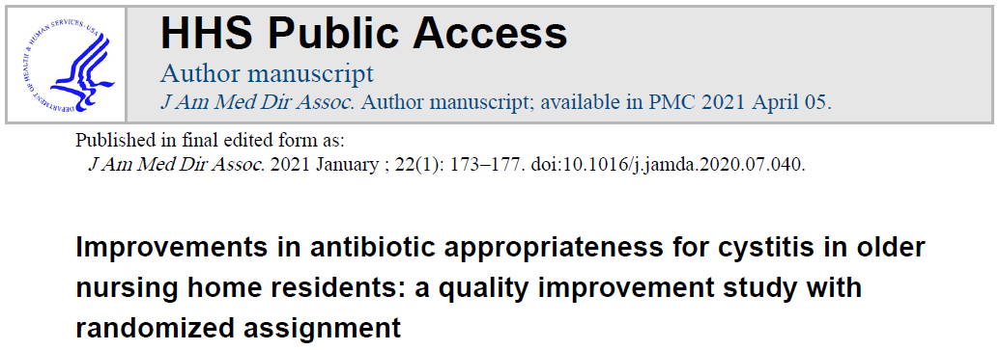 DEPARTMENT OF HEALTH & HUMAN SERVICES·USA
HHS Public Access
Author manuscript
J Am Med Dir Assoc. Author manuscript; available in PMC 2021 April 05.
Published in final edited form as:
J Am Med Dir Assoc. 2021 January ; 22(1): 173–177. doi:10.1016/j.jamda.2020.07.040.
Improvements in antibiotic appropriateness for cystitis in older
nursing home residents: a quality improvement study with
randomized assignment